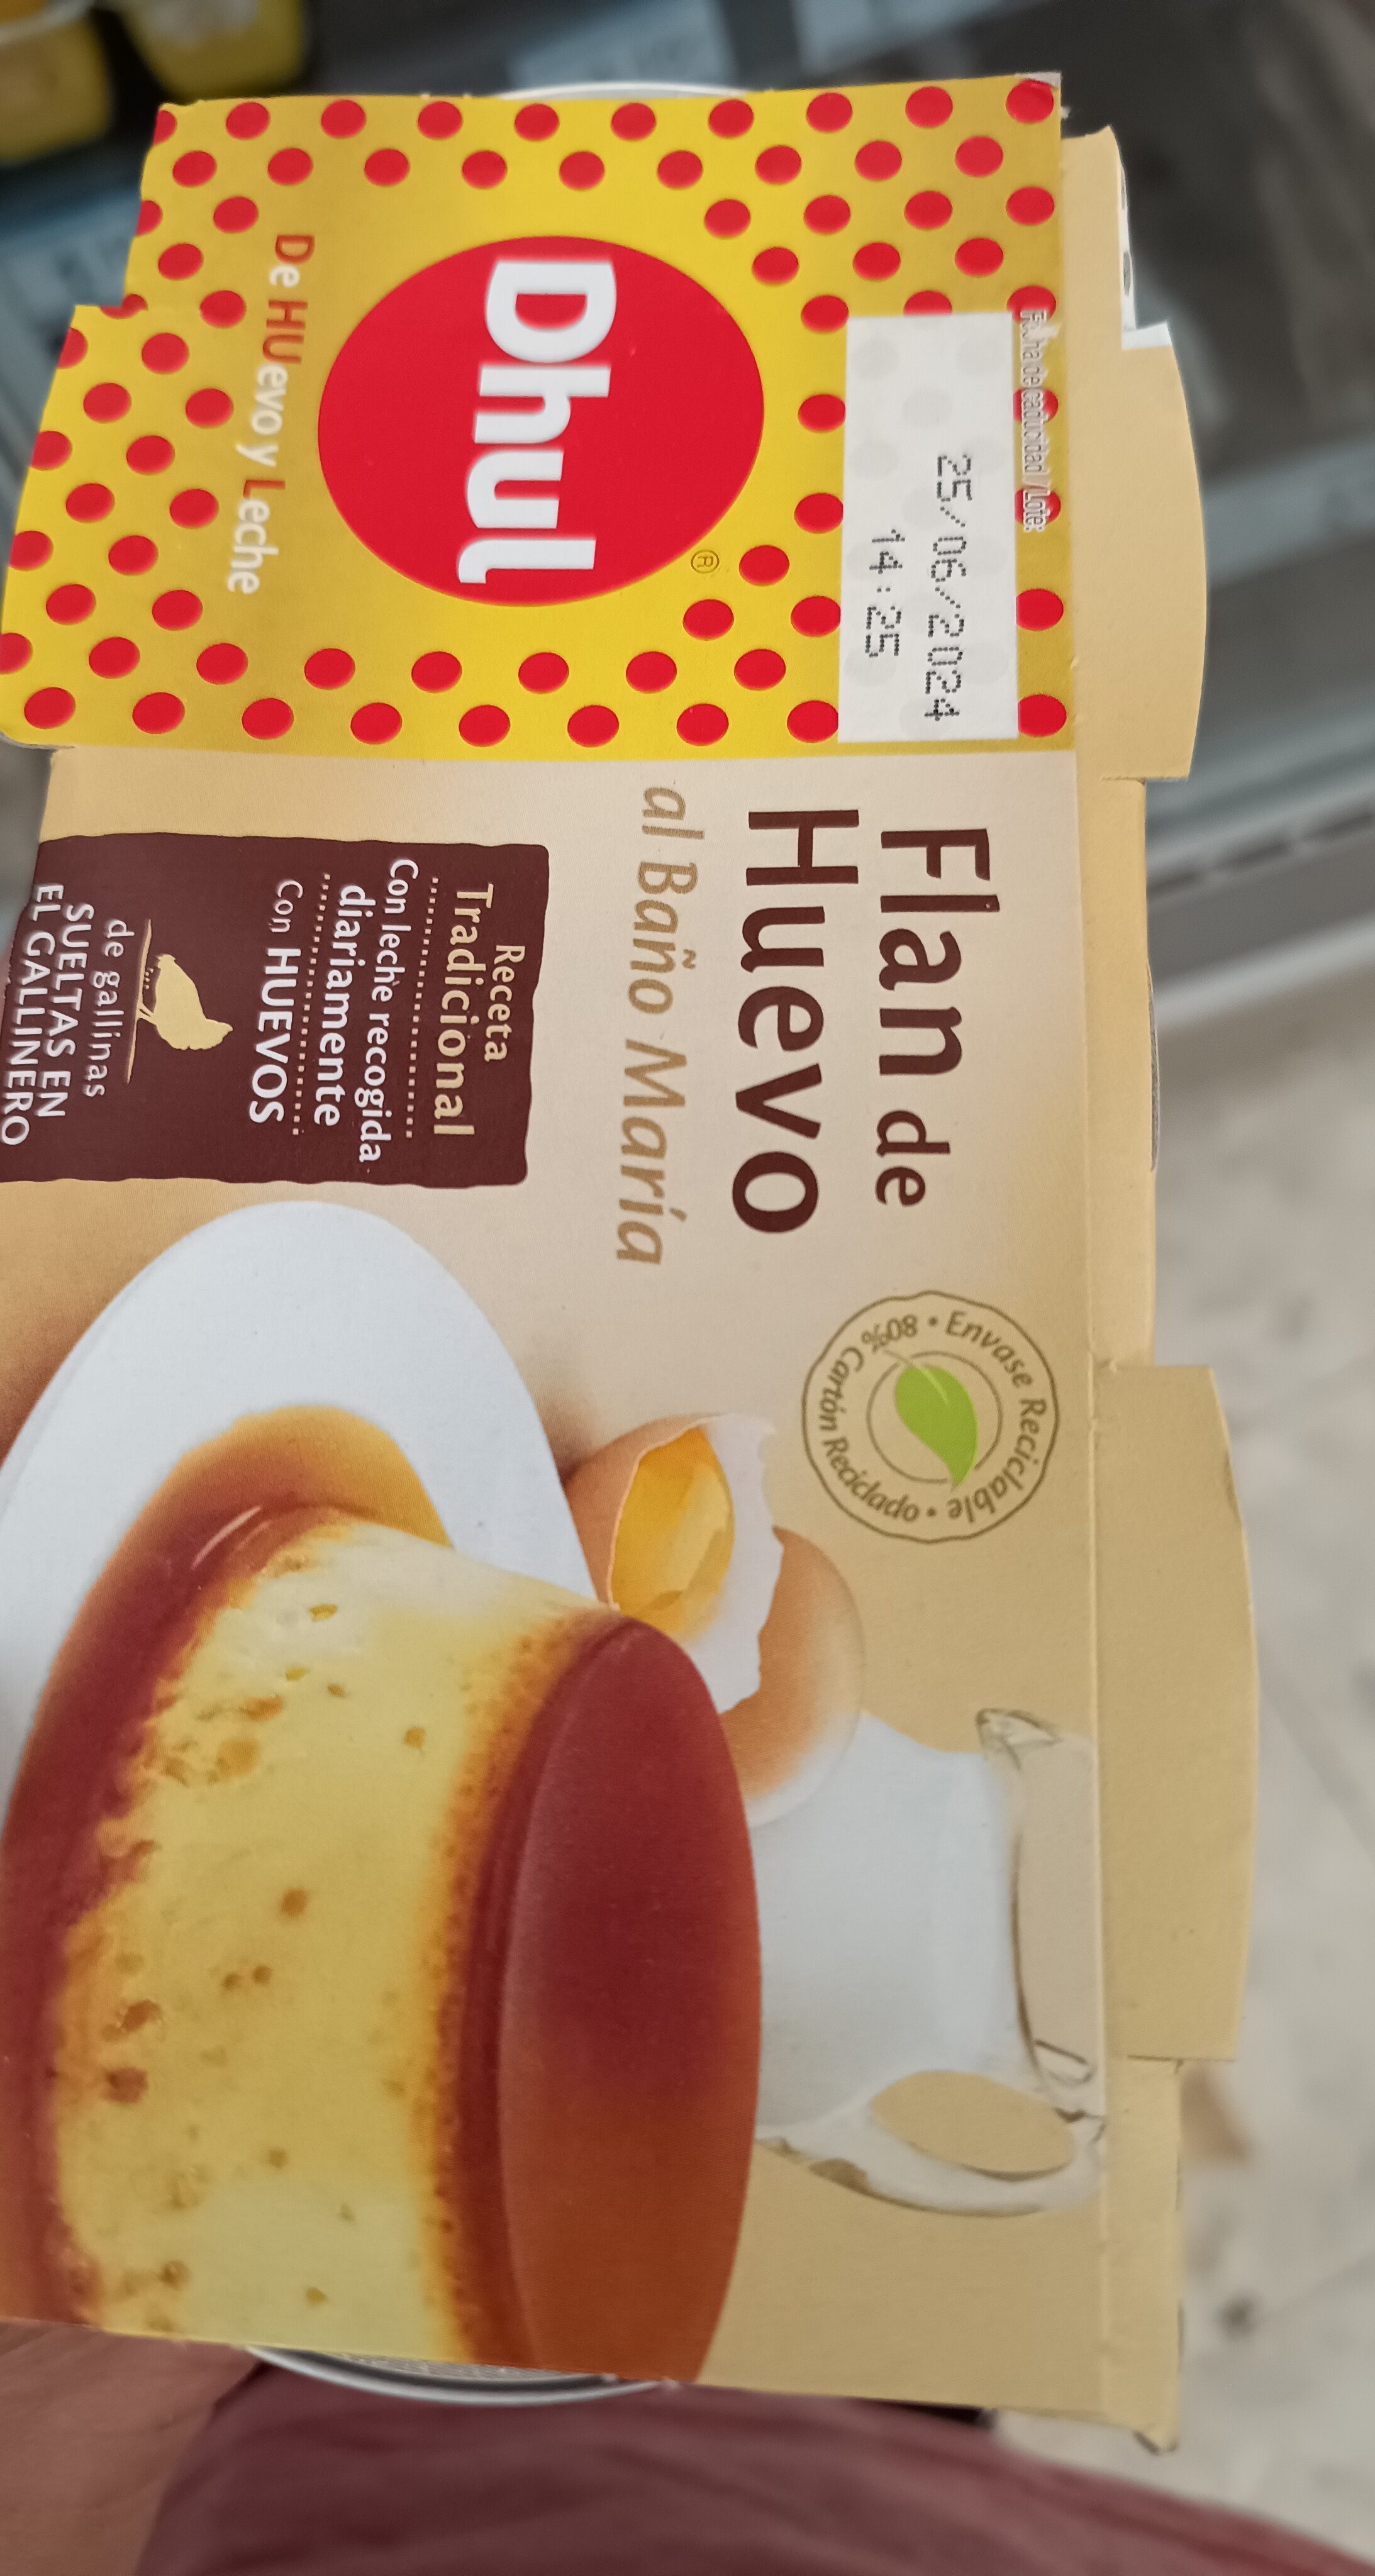 Fecha de caducidad / Lote:
25/06/2024
14:25
Dhul
®
De HUevo y Leche
Flan de
Huevo
al Baño María
Envase Reciclable • 80% Cartón Reciclado •
Receta
Tradicional
Con leche recogida
diariamente
Con HUEVOS
de gallinas
SUELTAS EN
EL GALLINERO